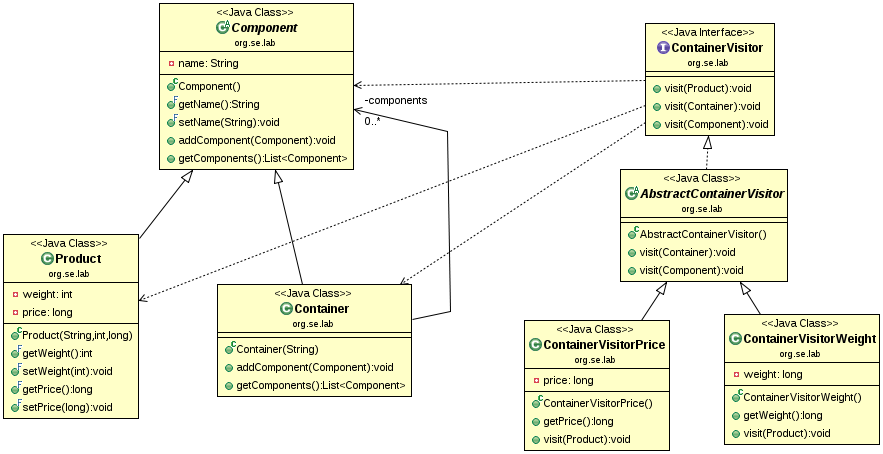 <<Java Class>>
Component
org.se.lab
name: String
Component()
getName():String
setName(String):void
addComponent(Component):void
getComponents():List<Component>
-components
0..*
<<Java Interface>>
ContainerVisitor
org.se.lab
visit(Product):void
visit(Container):void
visit(Component):void
<<Java Class>>
AbstractContainerVisitor
org.se.lab
AbstractContainerVisitor()
visit(Container):void
visit(Component):void
<<Java Class>>
Product
org.se.lab
weight: int
price: long
Product(String,int,long)
getWeight():int
setWeight(int):void
getPrice():long
setPrice(long):void
<<Java Class>>
Container
org.se.lab
Container(String)
addComponent(Component):void
getComponents():List<Component>
<<Java Class>>
ContainerVisitorPrice
org.se.lab
price: long
ContainerVisitorPrice()
getPrice():long
visit(Product):void
<<Java Class>>
ContainerVisitorWeight
org.se.lab
weight: long
ContainerVisitorWeight()
getWeight():long
visit(Product):void